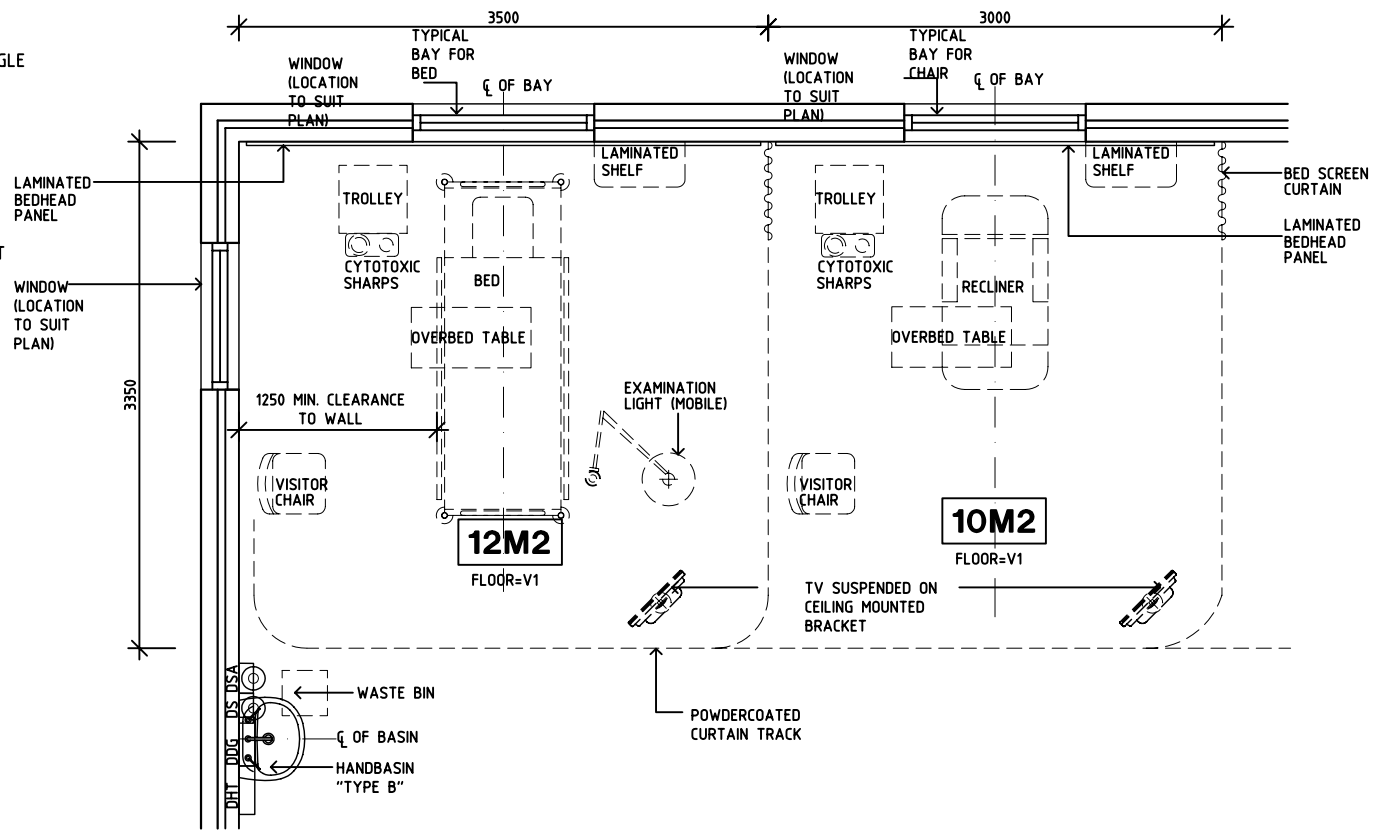 3500
3000
GLE
TYPICAL
BAY FOR
BED
WINDOW
(LOCATION
TO SUIT
PLAN)
℄ OF BAY
TYPICAL
BAY FOR
CHAIR
WINDOW
(LOCATION
TO SUIT
PLAN)
℄ OF BAY
LAMINATED
SHELF
LAMINATED
SHELF
LAMINATED
BEDHEAD
PANEL
TROLLEY
TROLLEY
BED SCREEN
CURTAIN
LAMINATED
BEDHEAD
PANEL
T
CYTOTOXIC
SHARPS
CYTOTOXIC
SHARPS
WINDOW
(LOCATION
TO SUIT
PLAN)
BED
RECLINER
OVERBED TABLE
OVERBED TABLE
3350
1250 MIN. CLEARANCE
TO WALL
EXAMINATION
LIGHT (MOBILE)
VISITOR
CHAIR
VISITOR
CHAIR
12M2
FLOOR=V1
10M2
FLOOR=V1
TV SUSPENDED ON
CEILING MOUNTED
BRACKET
DSA
DS
DDG
DHT
WASTE BIN
℄ OF BASIN
HANDBASIN
"TYPE B"
POWDERCOATED
CURTAIN TRACK